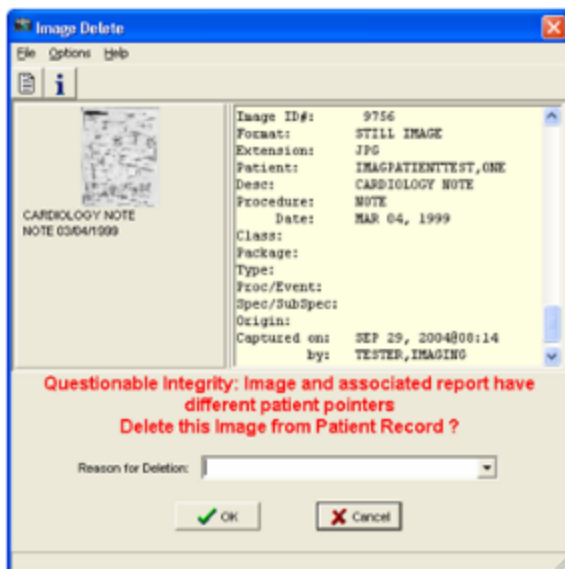 Image Delete
File Options Help
CARDIOLOGY NOTE
NOTE 03/04/1999
Image ID#: 9756
Format: STILL IMAGE
Extension: JPG
Patient: IMAGPATIENTTEST,ONE
Desc: CARDIOLOGY NOTE
Procedure: NOTE
Date: MAR 04, 1999
Class:
Package:
Type:
Proc/Event:
Spec/SubSpec:
Origin:
Captured on: SEP 29, 2004@08:14
by: TESTER,IMAGING
Questionable Integrity: Image and associated report have
different patient pointers
Delete this Image from Patient Record ?
Reason for Deletion:
OK Cancel